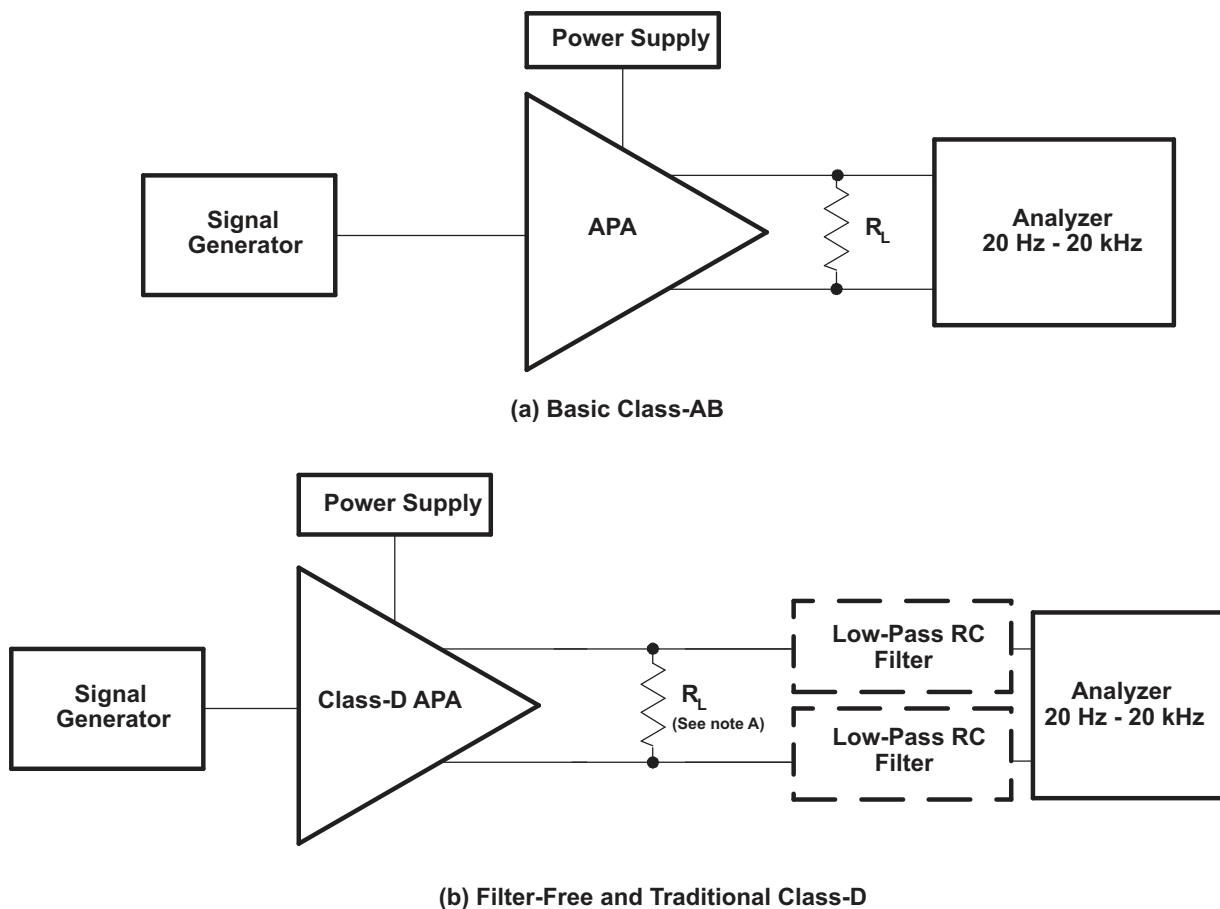 Power Supply
Signal
Generator
APA
RL
Analyzer
20 Hz - 20 kHz
(a) Basic Class-AB
Power Supply
Signal
Generator
Class-D APA
RL
(See note A)
Low-Pass RC
Filter
Low-Pass RC
Filter
Analyzer
20 Hz - 20 kHz
(b) Filter-Free and Traditional Class-D